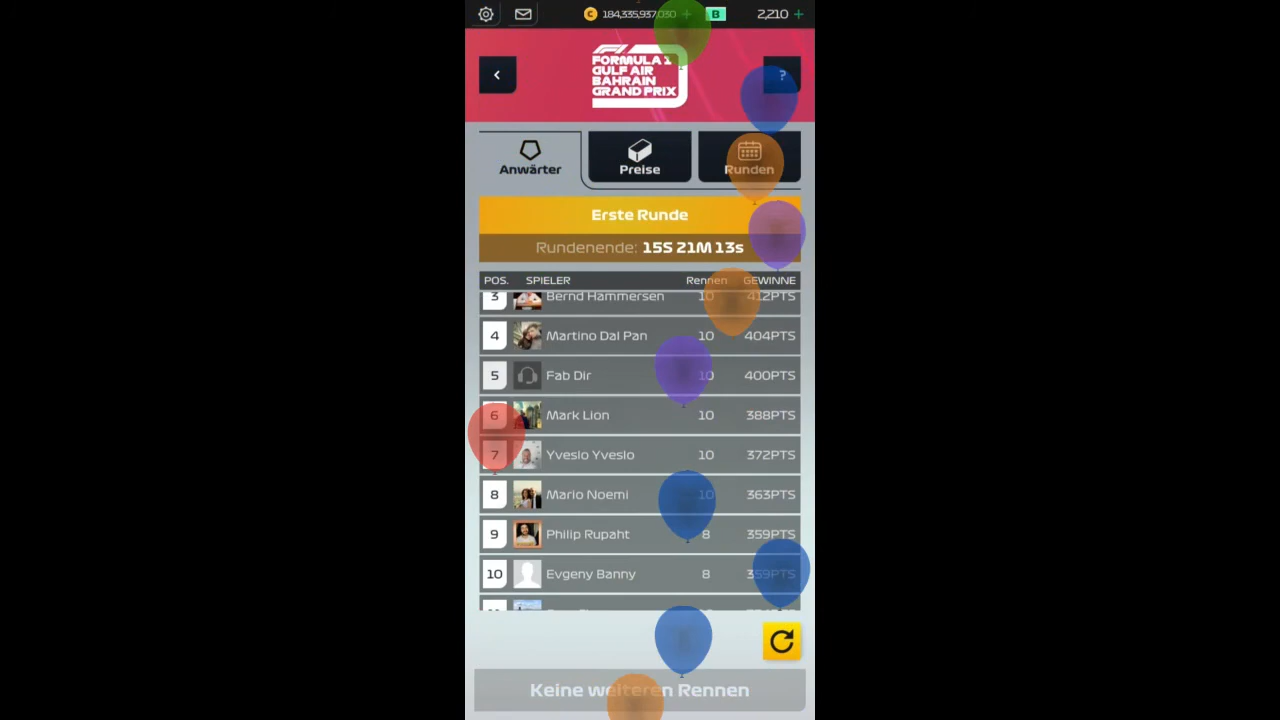 C 184,335,937,030 + B 2,210 +
FORMULA 1
GULF AIR
BAHRAIN
GRAND PRIX
?
Anwärter Preise Runden
Erste Runde
Rundenende: 15S 21M 13s
POS. SPIELER Rennen GEWINNE
3 Bernd Hammersen 10 412PTS
4 Martino Dal Pan 10 404PTS
5 Fab Dir 10 400PTS
6 Mark Lion 10 388PTS
7 Yveslo Yveslo 10 372PTS
8 Mario Noemi 10 363PTS
9 Philip Rupaht 8 359PTS
10 Evgeny Banny 8 359PTS
Keine weiteren Rennen